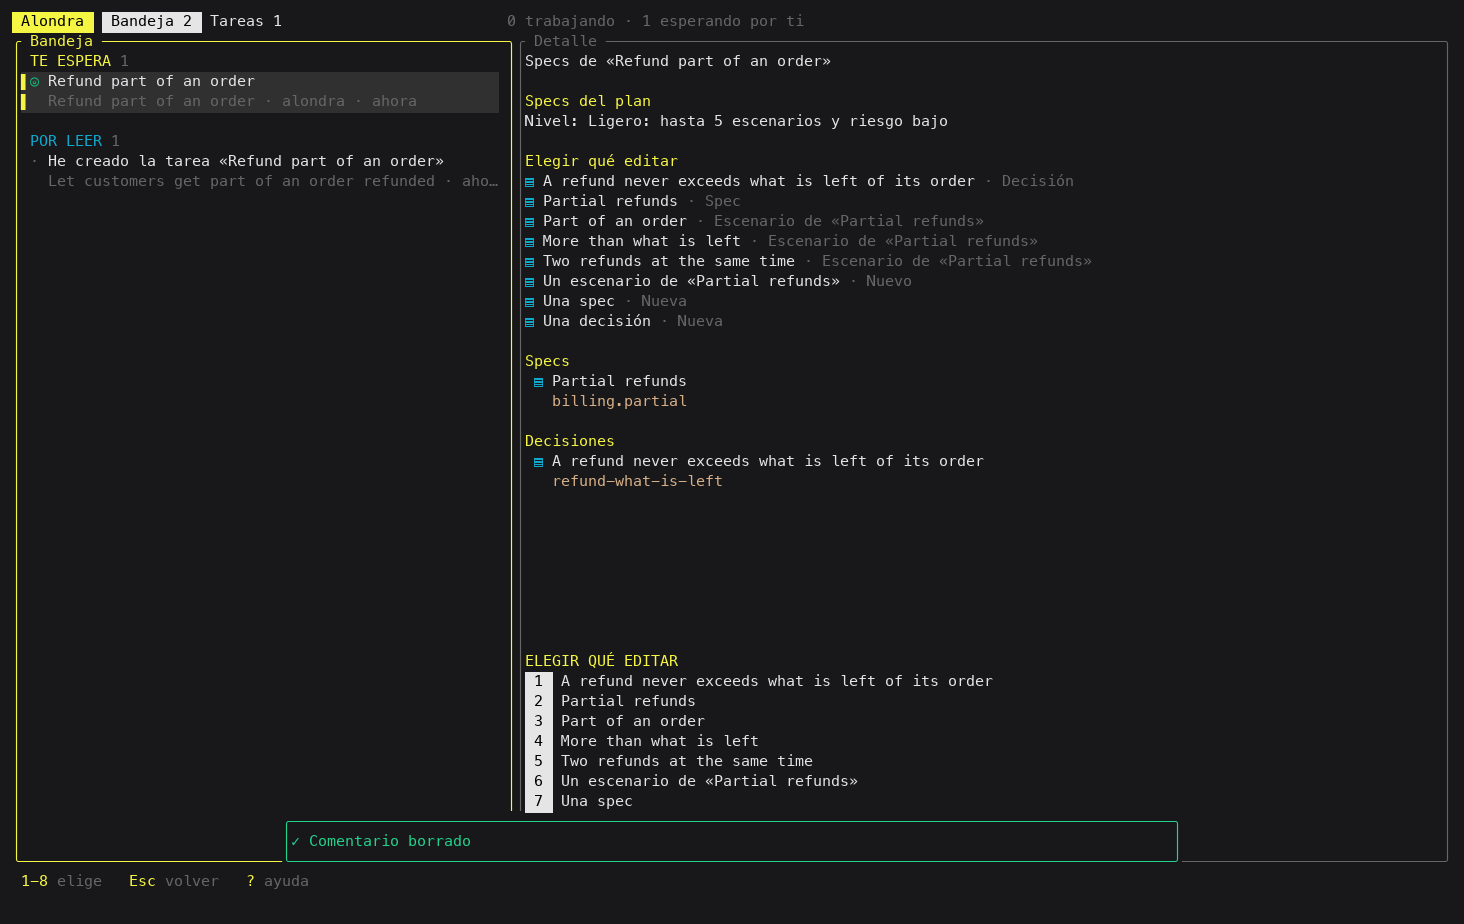 Alondra Bandeja 2 Tareas 1 0 trabajando · 1 esperando por ti
Bandeja
TE ESPERA 1
☺ Refund part of an order
Refund part of an order · alondra · ahora
POR LEER 1
· He creado la tarea «Refund part of an order»
Let customers get part of an order refunded · aho…
Detalle
Specs de «Refund part of an order»
Specs del plan
Nivel: Ligero: hasta 5 escenarios y riesgo bajo
Elegir qué editar
▤ A refund never exceeds what is left of its order · Decisión
▤ Partial refunds · Spec
▤ Part of an order · Escenario de «Partial refunds»
▤ More than what is left · Escenario de «Partial refunds»
▤ Two refunds at the same time · Escenario de «Partial refunds»
▤ Un escenario de «Partial refunds» · Nuevo
▤ Una spec · Nueva
▤ Una decisión · Nueva
Specs
▤ Partial refunds
billing.partial
Decisiones
▤ A refund never exceeds what is left of its order
refund-what-is-left
ELEGIR QUÉ EDITAR
1 A refund never exceeds what is left of its order
2 Partial refunds
3 Part of an order
4 More than what is left
5 Two refunds at the same time
6 Un escenario de «Partial refunds»
7 Una spec
✓ Comentario borrado
1-8 elige Esc volver ? ayuda